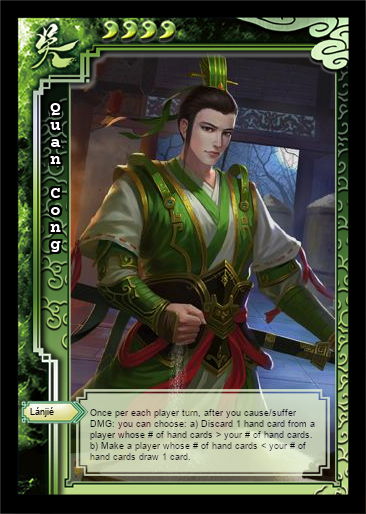 吳
Quan Cong
Lánjié
Once per each player turn, after you cause/suffer
DMG: you can choose: a) Discard 1 hand card from a
player whose # of hand cards > your # of hand cards.
b) Make a player whose # of hand cards < your # of
hand cards draw 1 card.